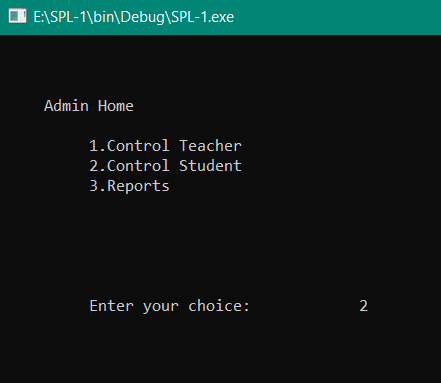 E:\SPL-1\bin\Debug\SPL-1.exe
Admin Home
1.Control Teacher
2.Control Student
3.Reports
Enter your choice: 2